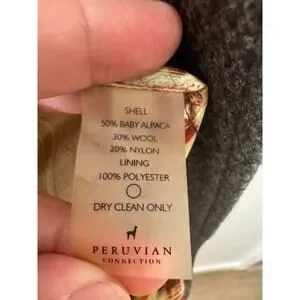 SHELL
50% BABY ALPACA
30% WOOL
20% NYLON
LINING
100% POLYESTER
DRY CLEAN ONLY
PERUVIAN
CONNECTION